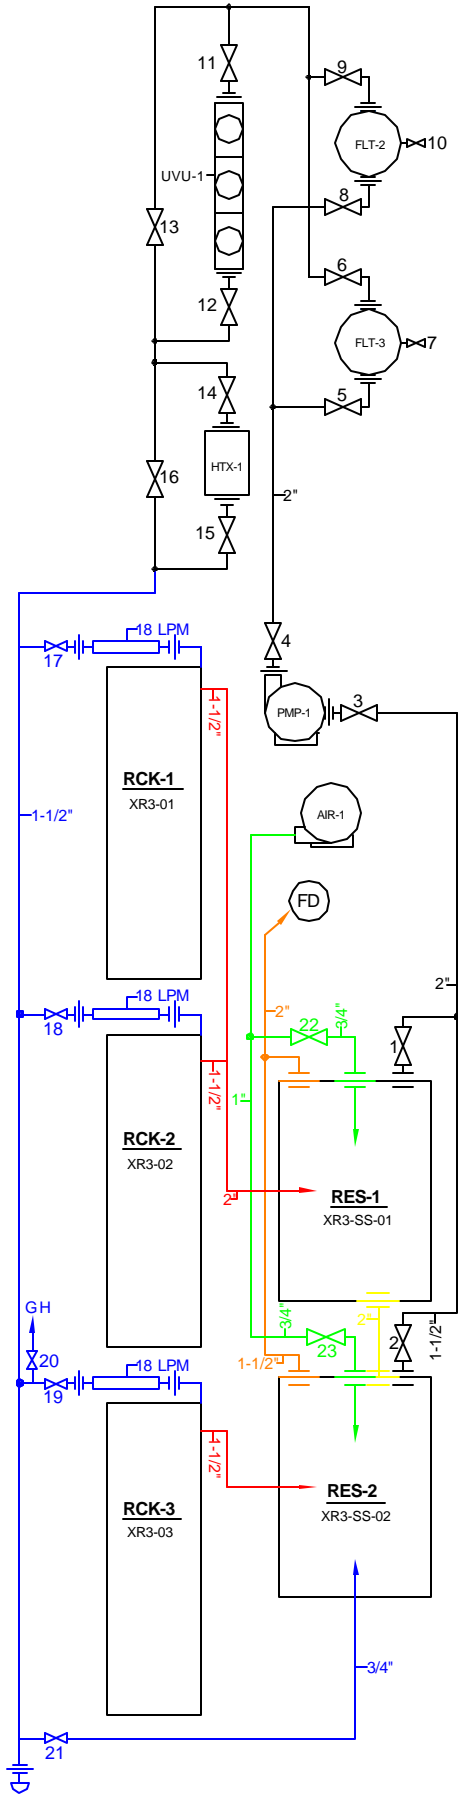 11
9
FLT-2
10
UVU-1
8
13
6
12
FLT-3
7
14
5
HTX-1
16
2"
15
4
18 LPM
17
3
1-1/2"
PMP-1
RCK-1
XR3-01
1-1/2"
AIR-1
FD
2"
18 LPM
2"
18
22
3/4"
1
1-1/2"
1"
RCK-2
XR3-02
RES-1
2"
XR3-SS-01
GH
3/4"
2"
23
2
1-1/2"
20
18 LPM
1-1/2"
19
1-1/2"
RCK-3
XR3-03
RES-2
XR3-SS-02
3/4"
21